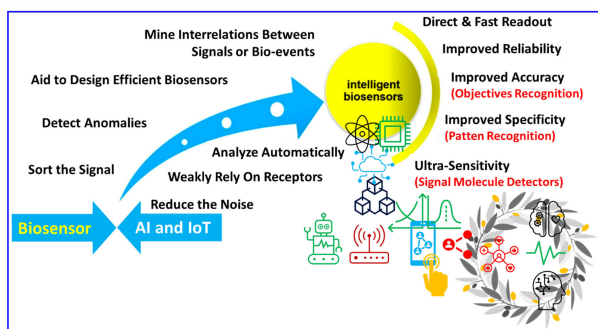 Mine Interrelations Between
Signals or Bio-events
Aid to Design Efficient Biosensors
Detect Anomalies
Sort the Signal
Biosensor
AI and IoT
Analyze Automatically
Weakly Rely On Receptors
Reduce the Noise
intelligent
biosensors
Direct & Fast Readout
Improved Reliability
Improved Accuracy
(Objectives Recognition)
Improved Specificity
(Patten Recognition)
Ultra-Sensitivity
(Signal Molecule Detectors)